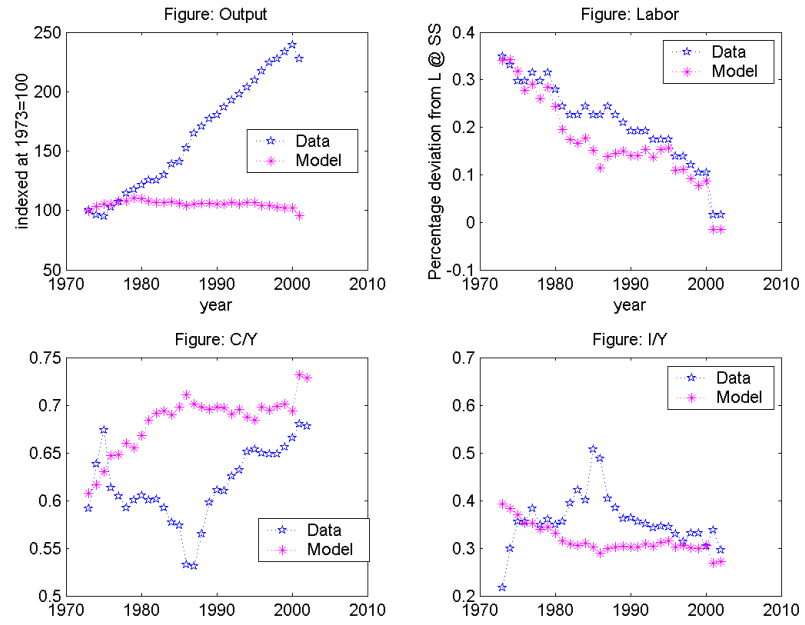 Figure: Output
250
200
150
100
50
indexed at 1973=100
Data
Model
1970
1980
1990
2000
2010
year
Figure: Labor
0.4
0.3
0.2
0.1
0
-0.1
Percentage deviation from L @ SS
Data
Model
1970
1980
1990
2000
2010
year
Figure: C/Y
0.75
0.7
0.65
0.6
0.55
0.5
Data
Model
1970
1980
1990
2000
2010
Figure: I/Y
0.7
0.6
0.5
0.4
0.3
0.2
Data
Model
1970
1980
1990
2000
2010